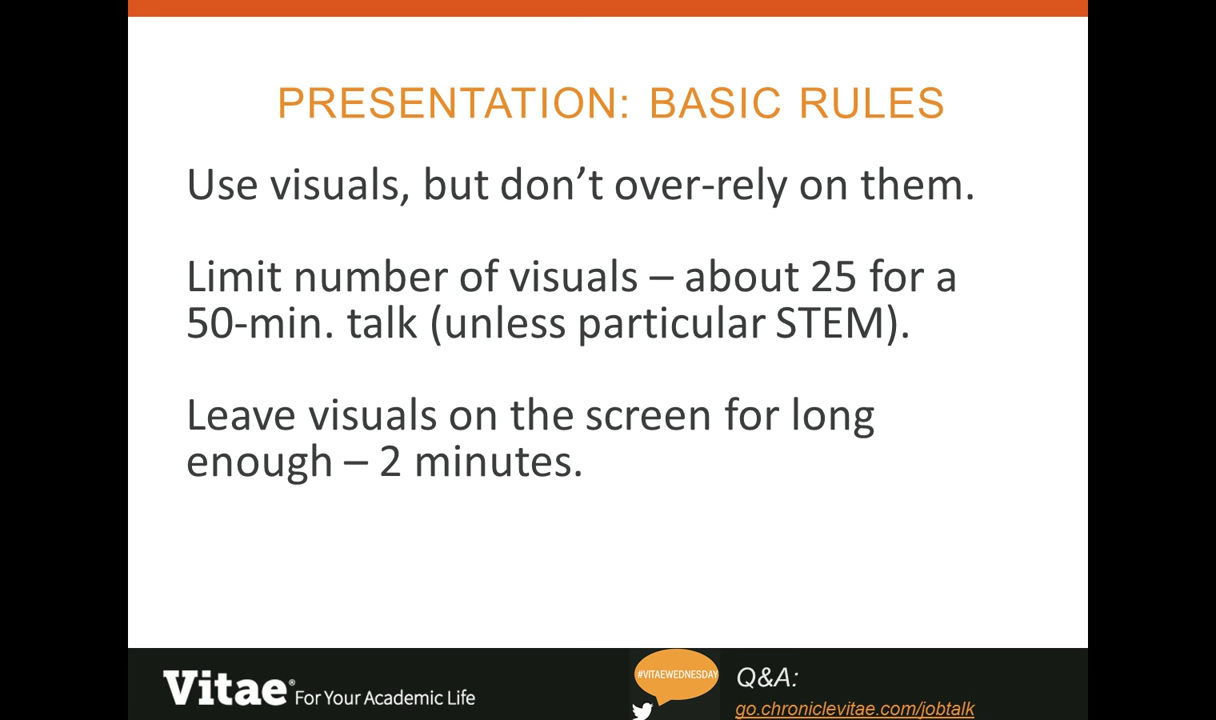 PRESENTATION: BASIC RULES
Use visuals, but don’t over-rely on them.
Limit number of visuals – about 25 for a
50-min. talk (unless particular STEM).
Leave visuals on the screen for long
enough – 2 minutes.
Vitae® For Your Academic Life
#VITAEWEDNESDAY
Q&A:
go.chroniclevitae.com/jobtalk